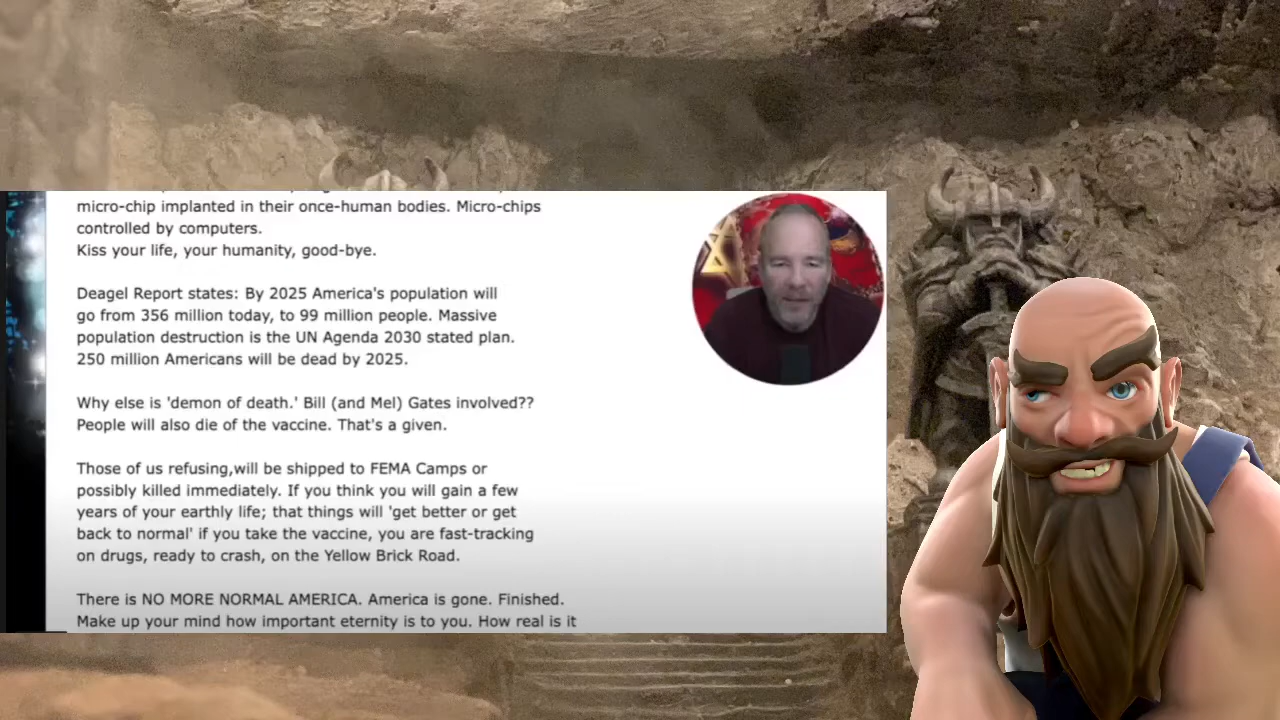 micro-chip implanted in their once-human bodies. Micro-chips
controlled by computers.
Kiss your life, your humanity, good-bye.
Deagel Report states: By 2025 America's population will
go from 356 million today, to 99 million people. Massive
population destruction is the UN Agenda 2030 stated plan.
250 million Americans will be dead by 2025.
Why else is 'demon of death.' Bill (and Mel) Gates involved??
People will also die of the vaccine. That's a given.
Those of us refusing,will be shipped to FEMA Camps or
possibly killed immediately. If you think you will gain a few
years of your earthly life; that things will 'get better or get
back to normal' if you take the vaccine, you are fast-tracking
on drugs, ready to crash, on the Yellow Brick Road.
There is NO MORE NORMAL AMERICA. America is gone. Finished.
Make up your mind how important eternity is to you. How real is it